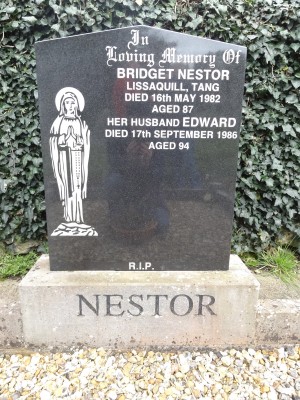 In
Loving Memory Of
BRIDGET NESTOR
LISSAQUILL, TANG
DIED 16th MAY 1982
AGED 87
HER HUSBAND EDWARD
DIED 17th SEPTEMBER 1986
AGED 94
R.I.P.
NESTOR